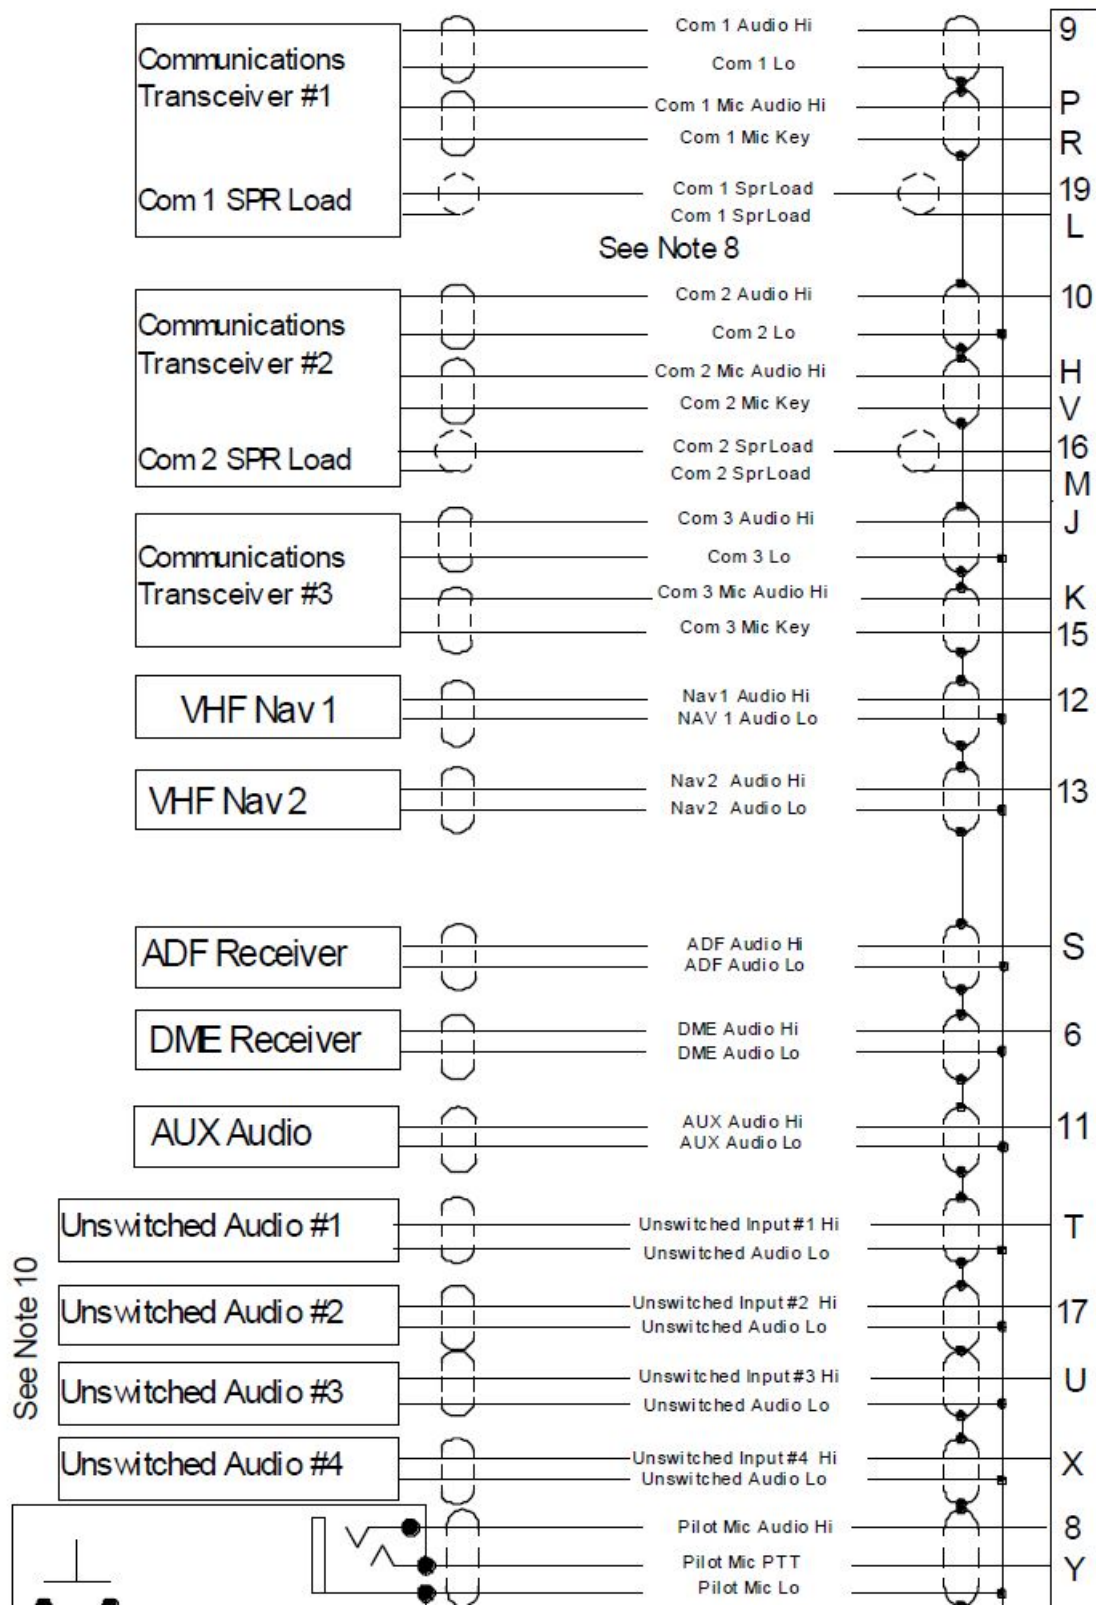 Com 1 Audio Hi
9
Communications
Transceiver #1
Com 1 Lo
Com 1 Mic Audio Hi
P
Com 1 Mic Key
R
Com 1 SPR Load
Com 1 SprLoad
19
Com 1 SprLoad
L
See Note 8
Com 2 Audio Hi
10
Communications
Transceiver #2
Com 2 Lo
Com 2 Mic Audio Hi
H
Com 2 Mic Key
V
Com 2 SPR Load
Com 2 SprLoad
16
Com 2 SprLoad
M
Com 3 Audio Hi
J
Communications
Transceiver #3
Com 3 Lo
Com 3 Mic Audio Hi
K
Com 3 Mic Key
15
VHF Nav 1
Nav1 Audio Hi
12
NAV 1 Audio Lo
VHF Nav 2
Nav2 Audio Hi
13
Nav2 Audio Lo
ADF Receiver
ADF Audio Hi
S
ADF Audio Lo
DME Receiver
DME Audio Hi
6
DME Audio Lo
AUX Audio
AUX Audio Hi
11
AUX Audio Lo
See Note 10
Unswitched Audio #1
Unswitched Input #1 Hi
T
Unswitched Audio Lo
Unswitched Audio #2
Unswitched Input #2 Hi
17
Unswitched Audio Lo
Unswitched Audio #3
Unswitched Input #3 Hi
U
Unswitched Audio Lo
Unswitched Audio #4
Unswitched Input #4 Hi
X
Unswitched Audio Lo
Pilot Mic Audio Hi
8
Pilot Mic PTT
Y
Pilot Mic Lo